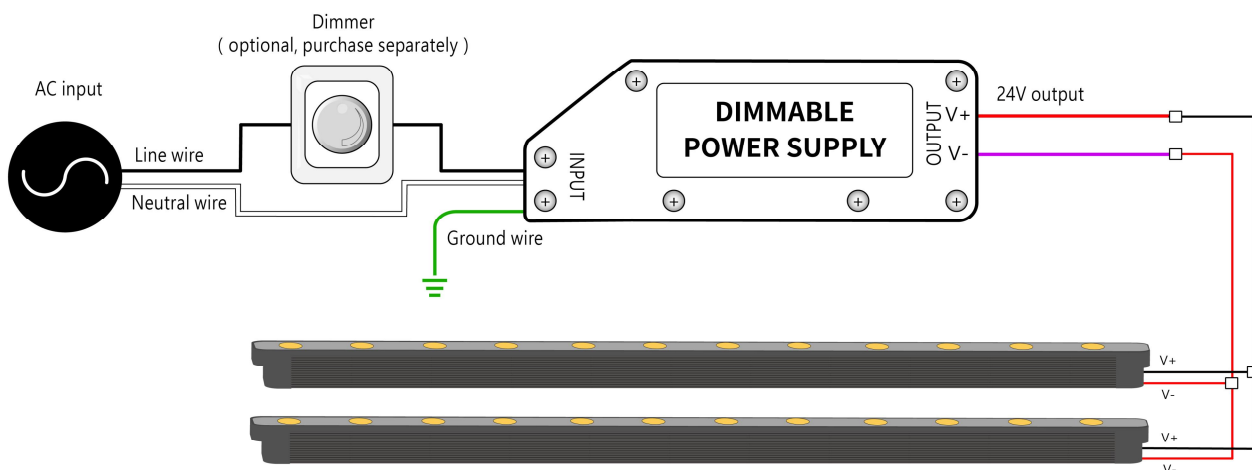 Dimmer
( optional, purchase separately )
AC input
Line wire
Neutral wire
Ground wire
INPUT
DIMMABLE
POWER SUPPLY
OUTPUT
V+
V-
24V output
V+
V-
V+
V-